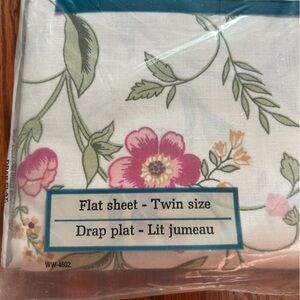 Flat sheet - Twin size
Drap plat - Lit jumeau
WW-4602